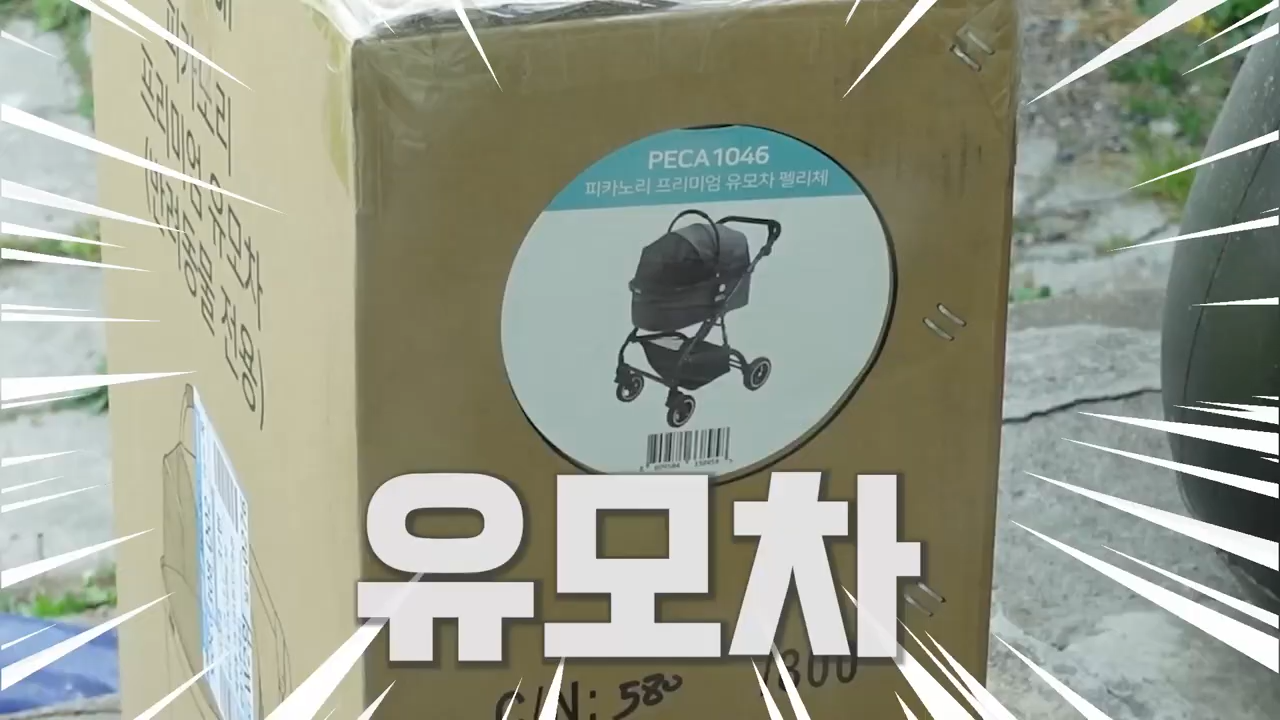 피카노리
프리미엄 유모차
(반려동물 전용)
PECA1046
피카노리 프리미엄 유모차 펠리체
유모차
C/N: 580 /800